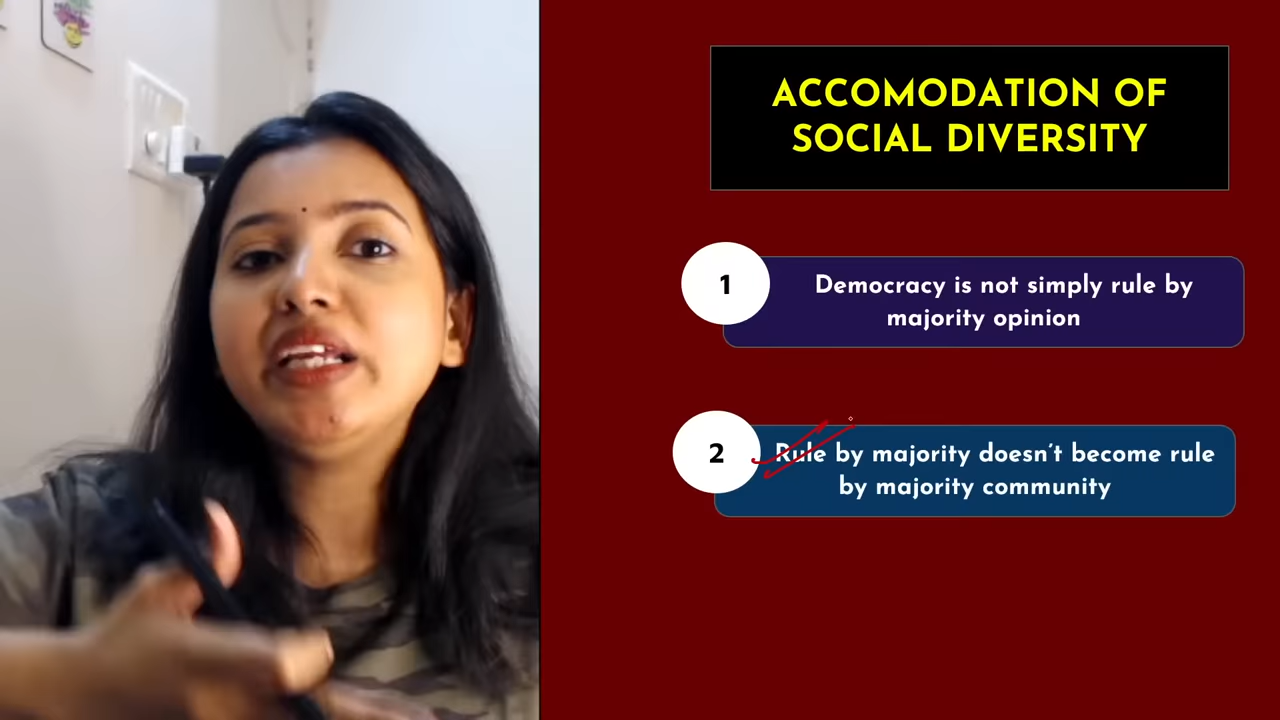 ACCOMODATION OF
SOCIAL DIVERSITY
1
Democracy is not simply rule by
majority opinion
2
Rule by majority doesn't become rule
by majority community